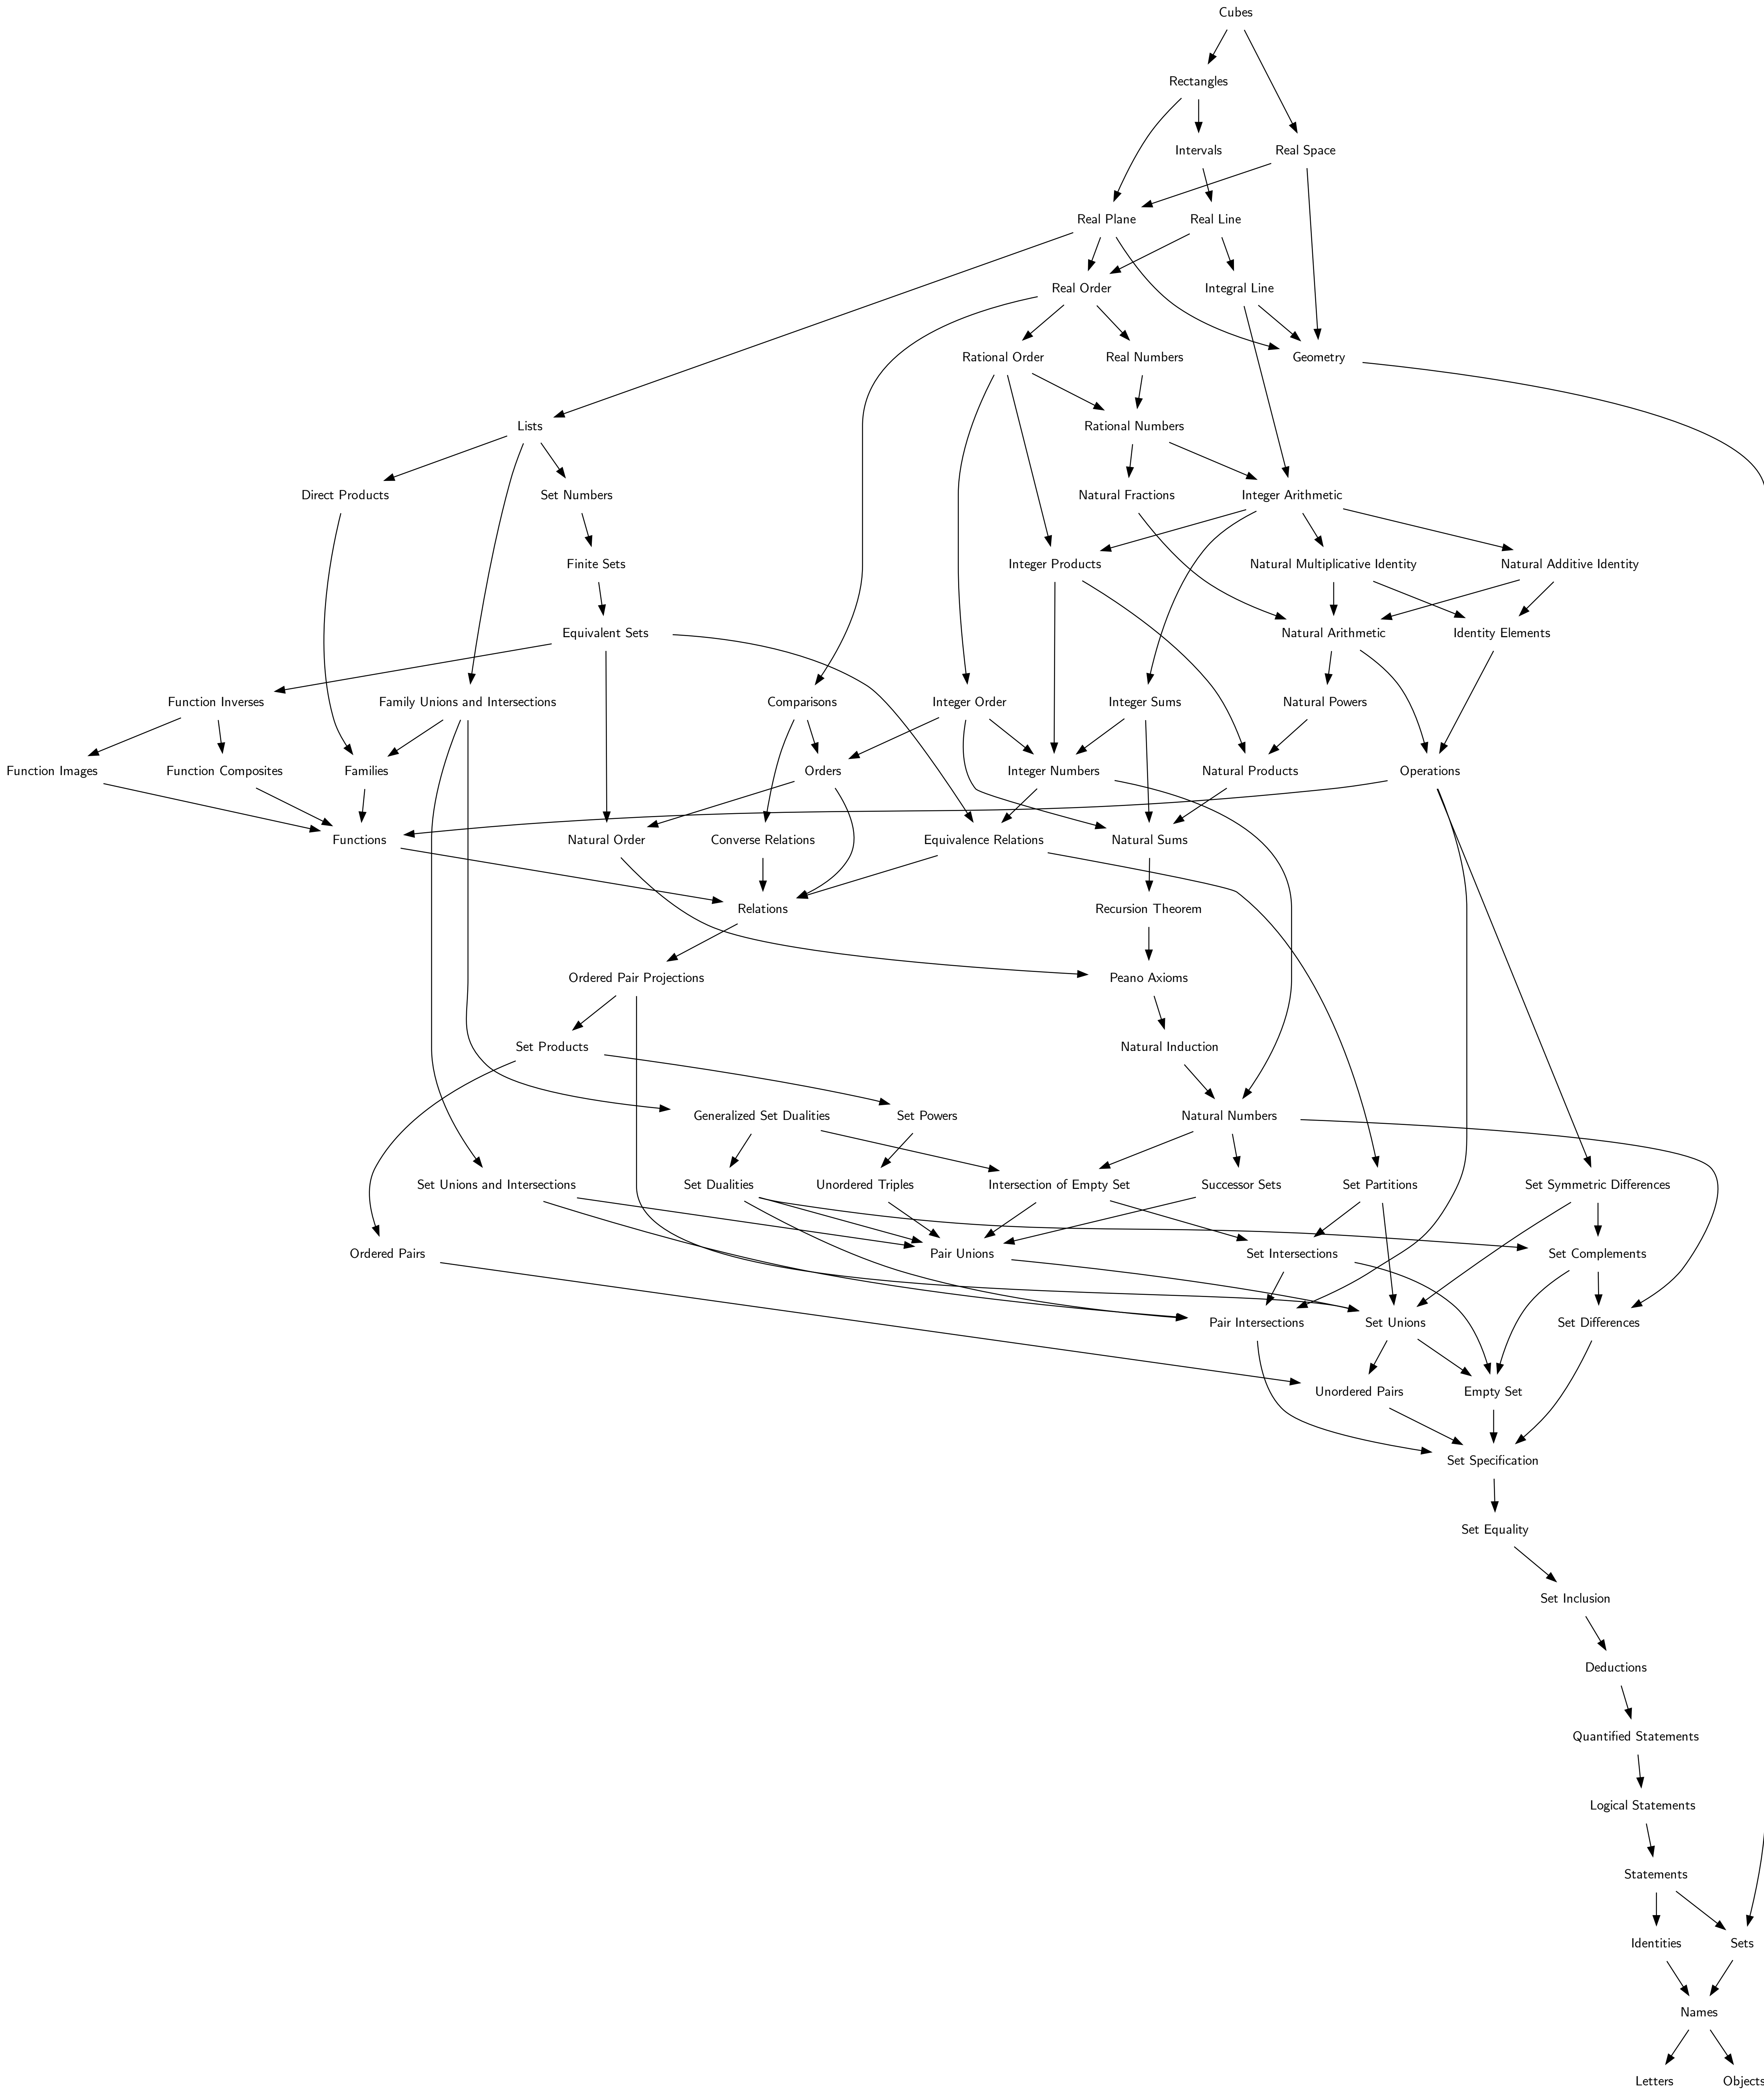 Cubes
Rectangles
Intervals
Real Space
Real Plane
Real Line
Real Order
Integral Line
Rational Order
Real Numbers
Geometry
Lists
Rational Numbers
Direct Products
Set Numbers
Natural Fractions
Integer Arithmetic
Finite Sets
Integer Products
Natural Multiplicative Identity
Natural Additive Identity
Equivalent Sets
Natural Arithmetic
Identity Elements
Function Inverses
Family Unions and Intersections
Comparisons
Integer Order
Integer Sums
Natural Powers
Function Images
Function Composites
Families
Orders
Integer Numbers
Natural Products
Operations
Functions
Natural Order
Converse Relations
Equivalence Relations
Natural Sums
Relations
Recursion Theorem
Ordered Pair Projections
Peano Axioms
Set Products
Natural Induction
Generalized Set Dualities
Set Powers
Natural Numbers
Set Unions and Intersections
Set Dualities
Unordered Triples
Intersection of Empty Set
Successor Sets
Set Partitions
Set Symmetric Differences
Ordered Pairs
Pair Unions
Set Intersections
Set Complements
Pair Intersections
Set Unions
Set Differences
Unordered Pairs
Empty Set
Set Specification
Set Equality
Set Inclusion
Deductions
Quantified Statements
Logical Statements
Statements
Identities
Sets
Names
Letters
Objects